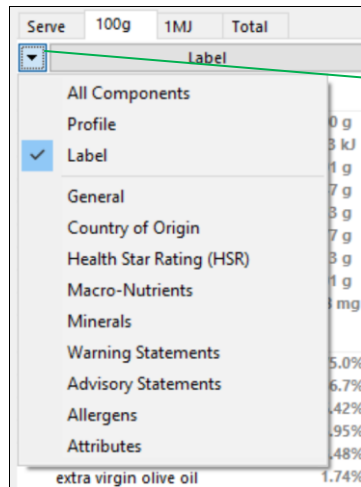 Serve 100g 1MJ Total
Label
All Components
Profile
Label
General
Country of Origin
Health Star Rating (HSR)
Macro-Nutrients
Minerals
Warning Statements
Advisory Statements
Allergens
Attributes
extra virgin olive oil 1.74%